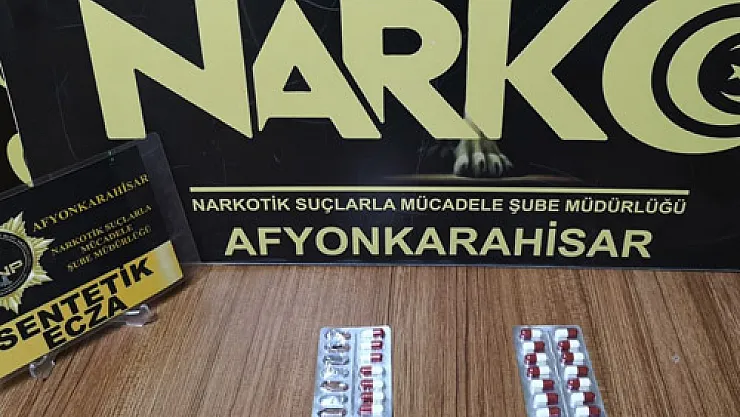 NARKO
NARKOTİK SUÇLARLA MÜCADELE ŞUBE MÜDÜRLÜĞÜ
AFYONKARAHİSAR
AFYONKARAHİSAR
NARKOTİK SUÇLARLA
MÜCADELE
ŞUBE MÜDÜRLÜĞÜ
SENTETİK
ECZA